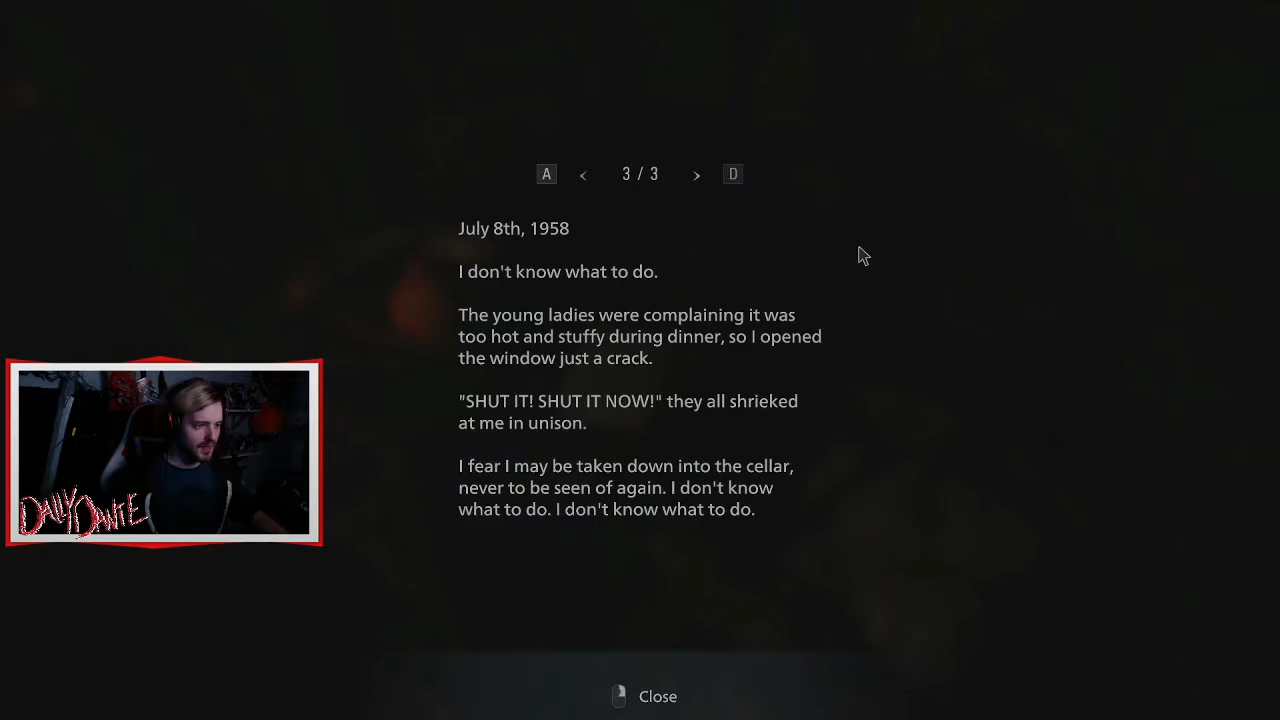 A < 3 / 3 > D
July 8th, 1958
I don't know what to do.
The young ladies were complaining it was
too hot and stuffy during dinner, so I opened
the window just a crack.
"SHUT IT! SHUT IT NOW!" they all shrieked
at me in unison.
I fear I may be taken down into the cellar,
never to be seen of again. I don't know
what to do. I don't know what to do.
DAILYDANTE
Close